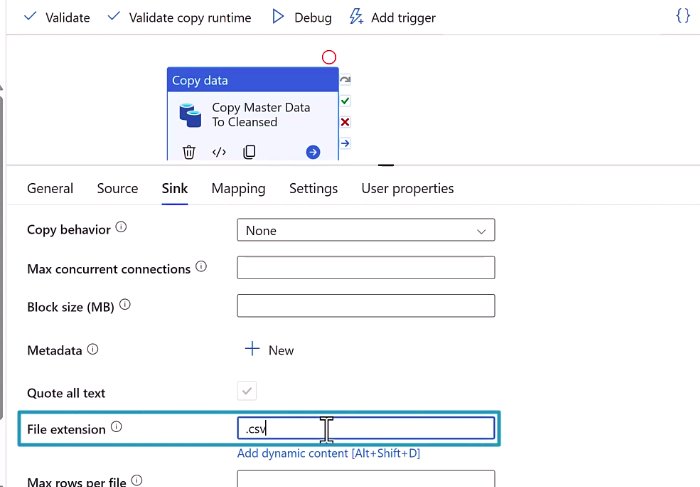 Validate Validate copy runtime Debug Add trigger {}
Copy data
Copy Master Data
To Cleansed
</>
General Source Sink Mapping Settings User properties
Copy behavior None
Max concurrent connections
Block size (MB)
Metadata + New
Quote all text
File extension .csv
Add dynamic content [Alt+Shift+D]
Max rows per file